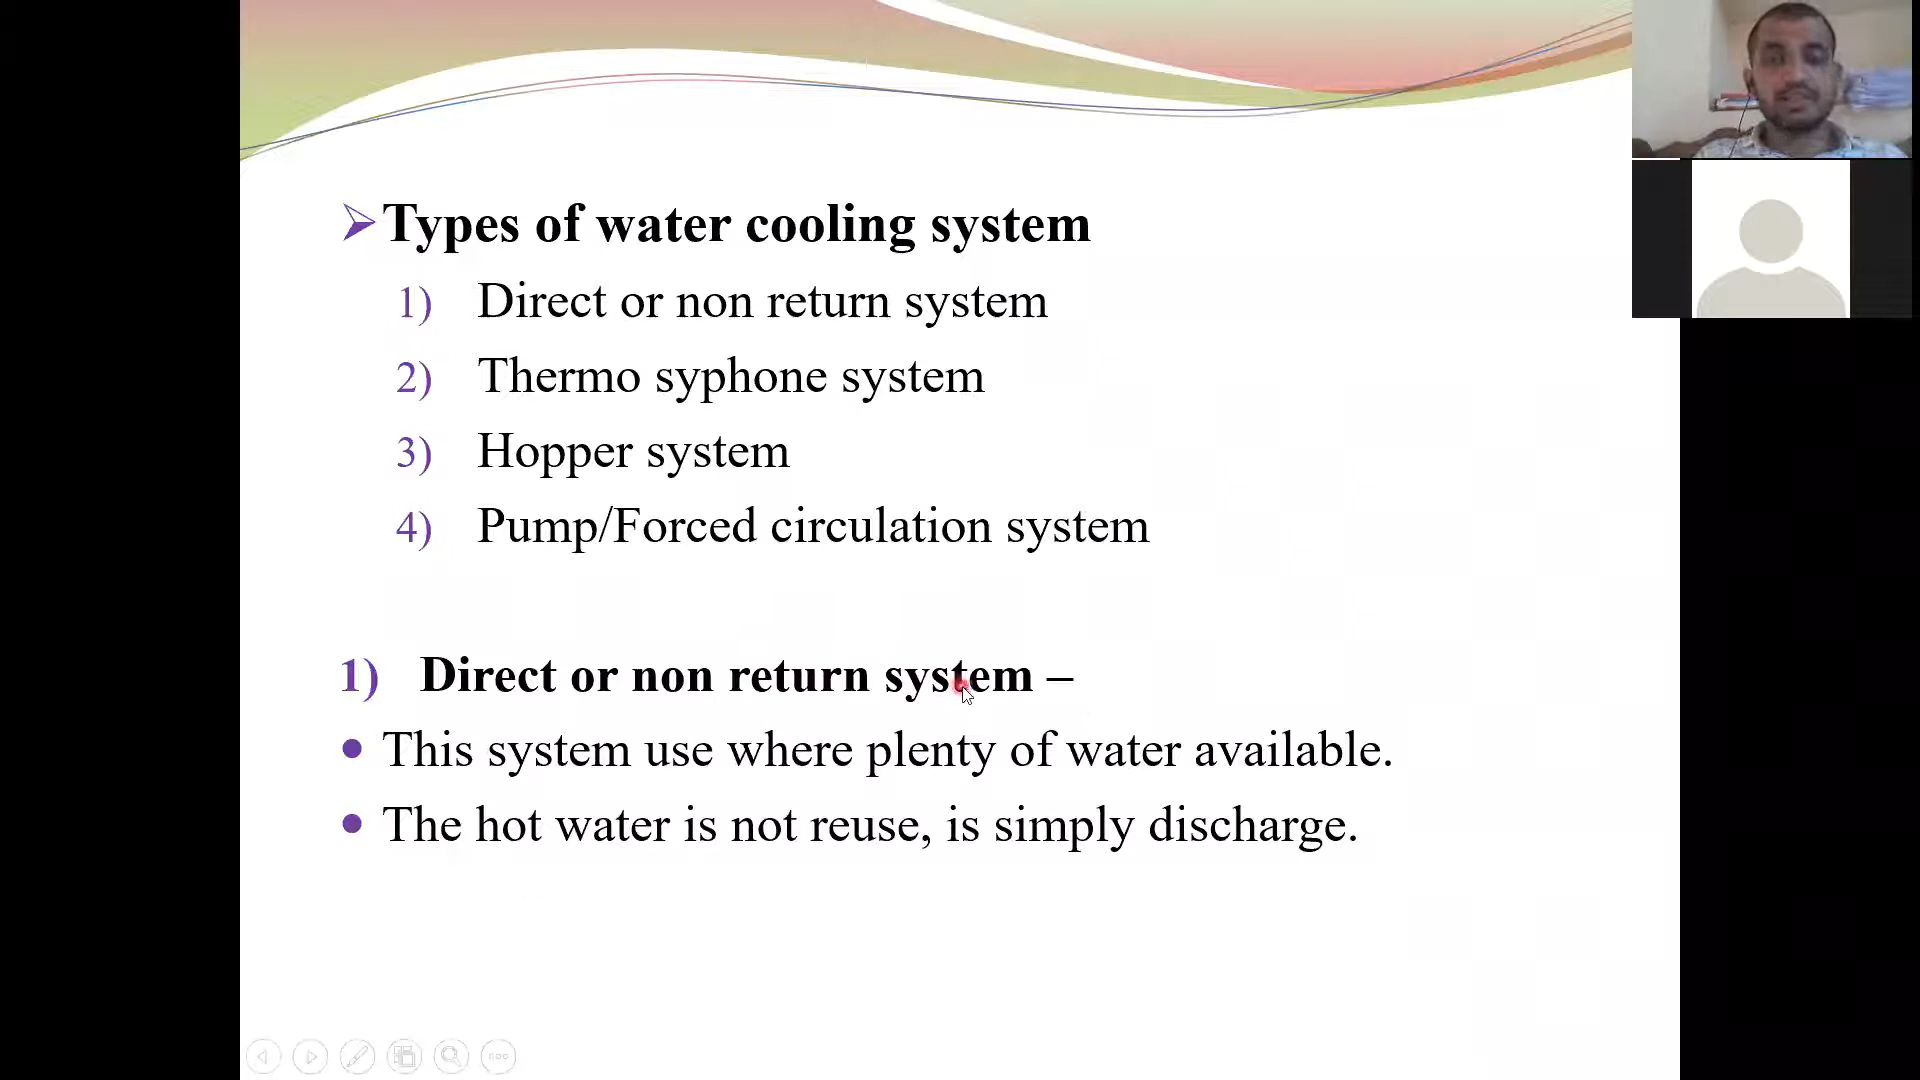 Types of water cooling system
1) Direct or non return system
2) Thermo syphone system
3) Hopper system
4) Pump/Forced circulation system
1) Direct or non return system –
• This system use where plenty of water available.
• The hot water is not reuse, is simply discharge.